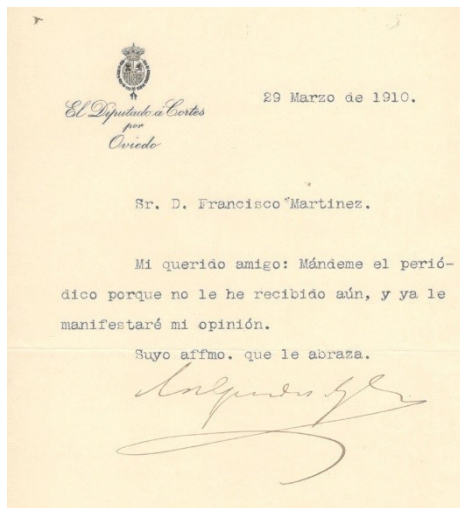 El Diputado a Cortes
por
Oviedo
29 Marzo de 1910.
Sr. D. Francisco Martinez.
Mi querido amigo: Mándeme el perió-
dico porque no le he recibido aún, y ya le
manifestaré mi opinión.
Suyo affmo. que le abraza.